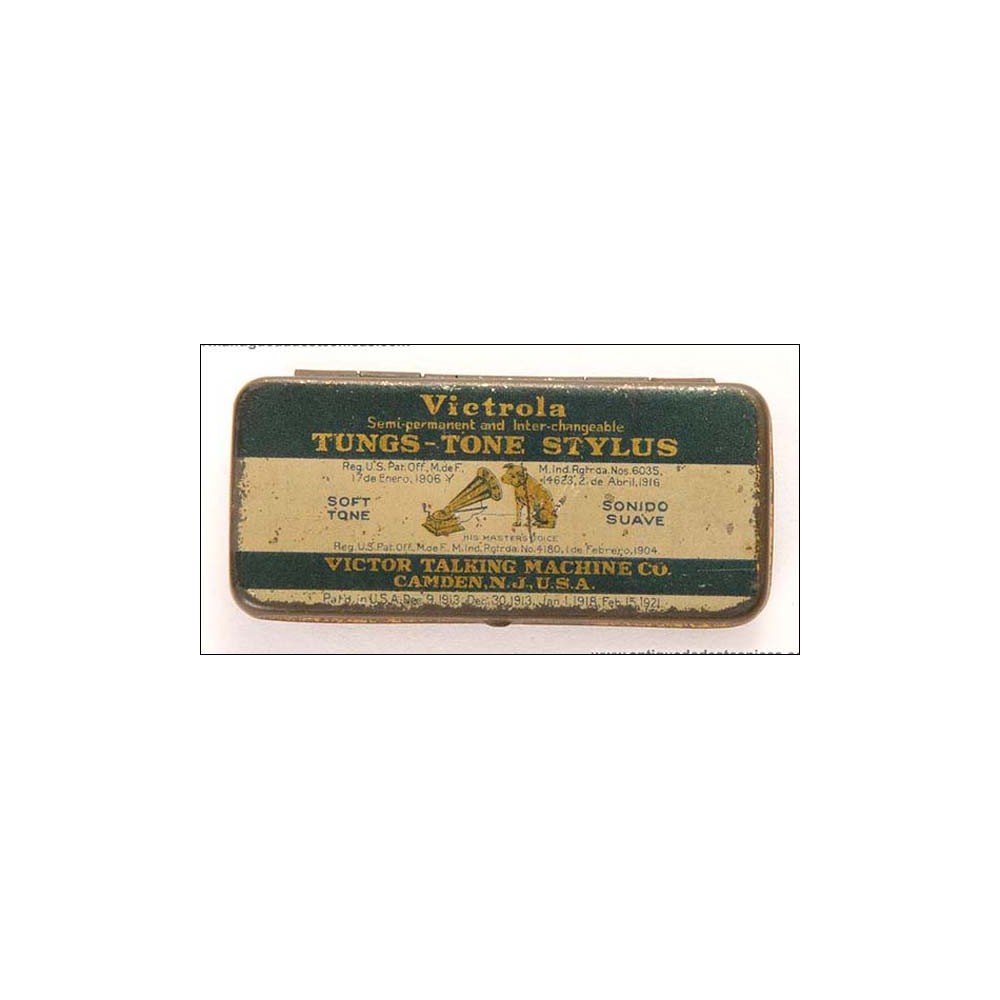 Victrola
Semi-permanent and Inter-changeable
TUNGS-TONE STYLUS
Reg. U.S. Pat. Off., M. de F. 17 de Enero, 1906 Y
M. Ind. Rgtrda. Nos. 6035, 14623, 2. de Abril, 1916
SOFT TONE
SONIDO SUAVE
HIS MASTER'S VOICE
Reg. U.S. Pat. Off., M. de F. M. Ind. Rgtrda. No. 4180, 1 de Febrero, 1904.
VICTOR TALKING MACHINE CO.
CAMDEN, N.J., U.S.A.
Pat'd. in U.S.A. Dec. 9, 1913, Dec. 30, 1913, Jan. 1, 1918, Feb. 15, 1921.